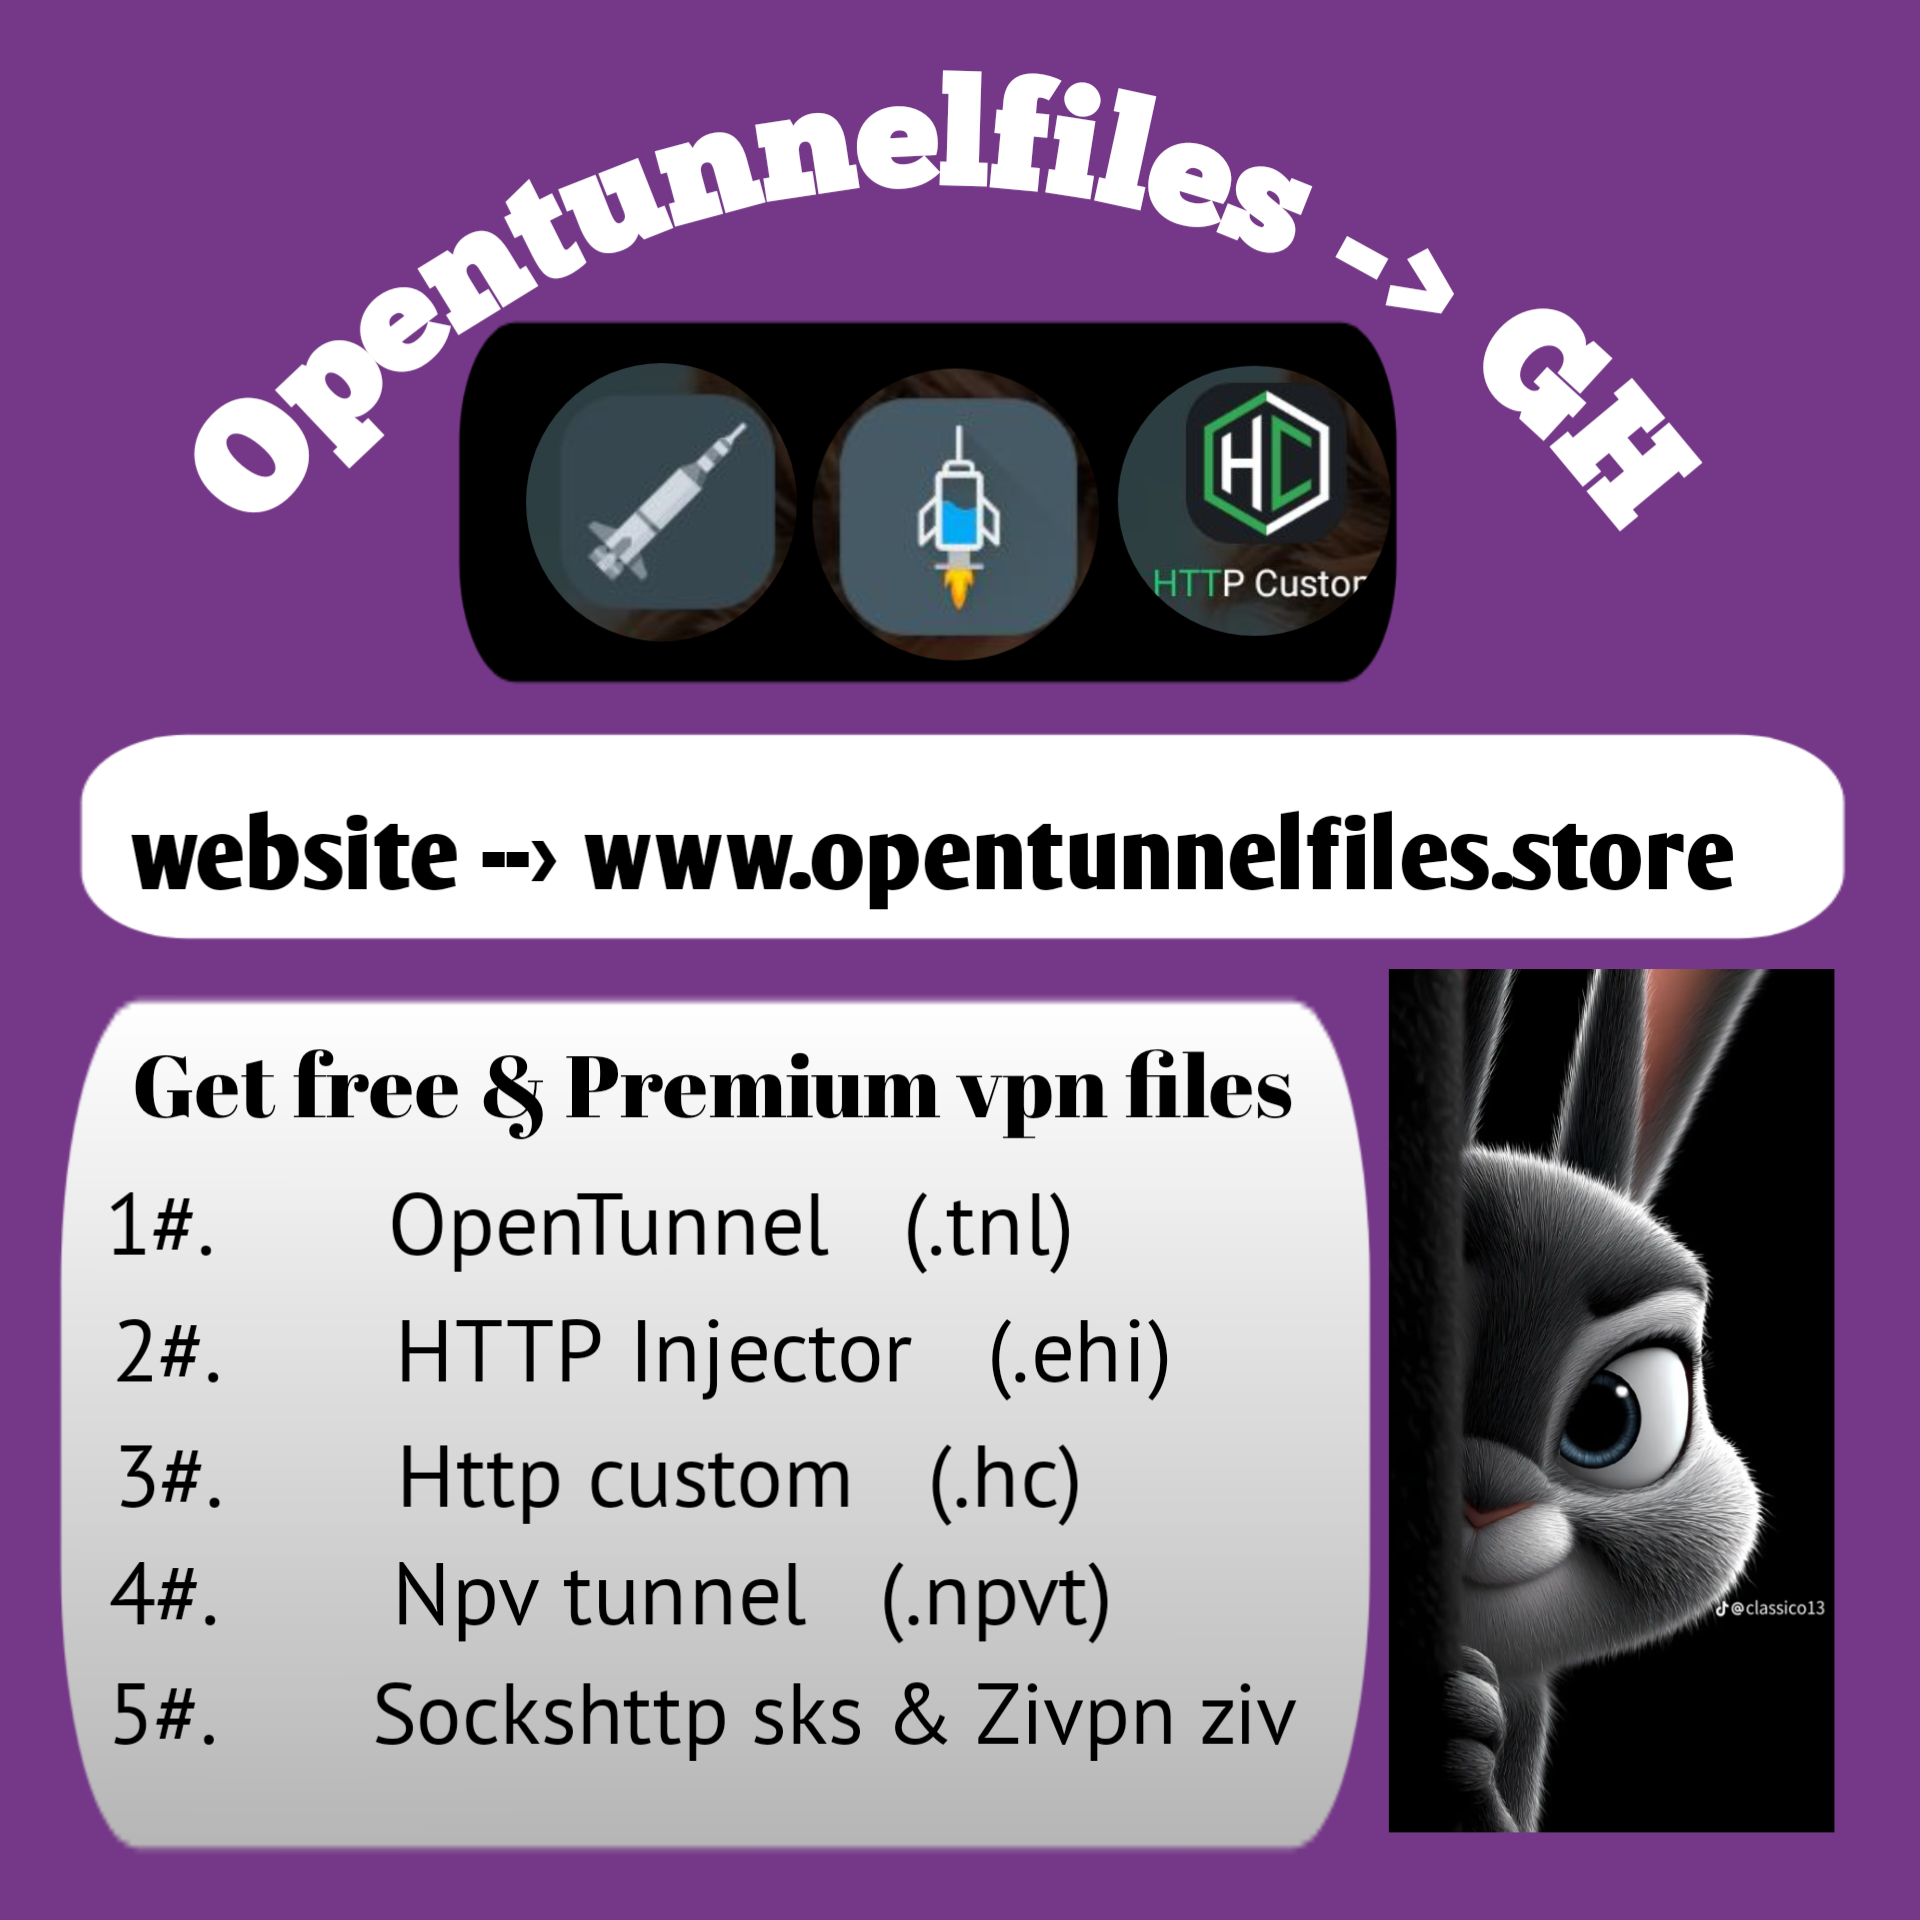 Opentunnelfiles -> GH
HC
HTTP Custom
website --> www.opentunnelfiles.store
Get free & Premium vpn files
1#. OpenTunnel (.tnl)
2#. HTTP Injector (.ehi)
3#. Http custom (.hc)
4#. Npv tunnel (.npvt)
5#. Sockshttp sks & Zivpn ziv
@classico13